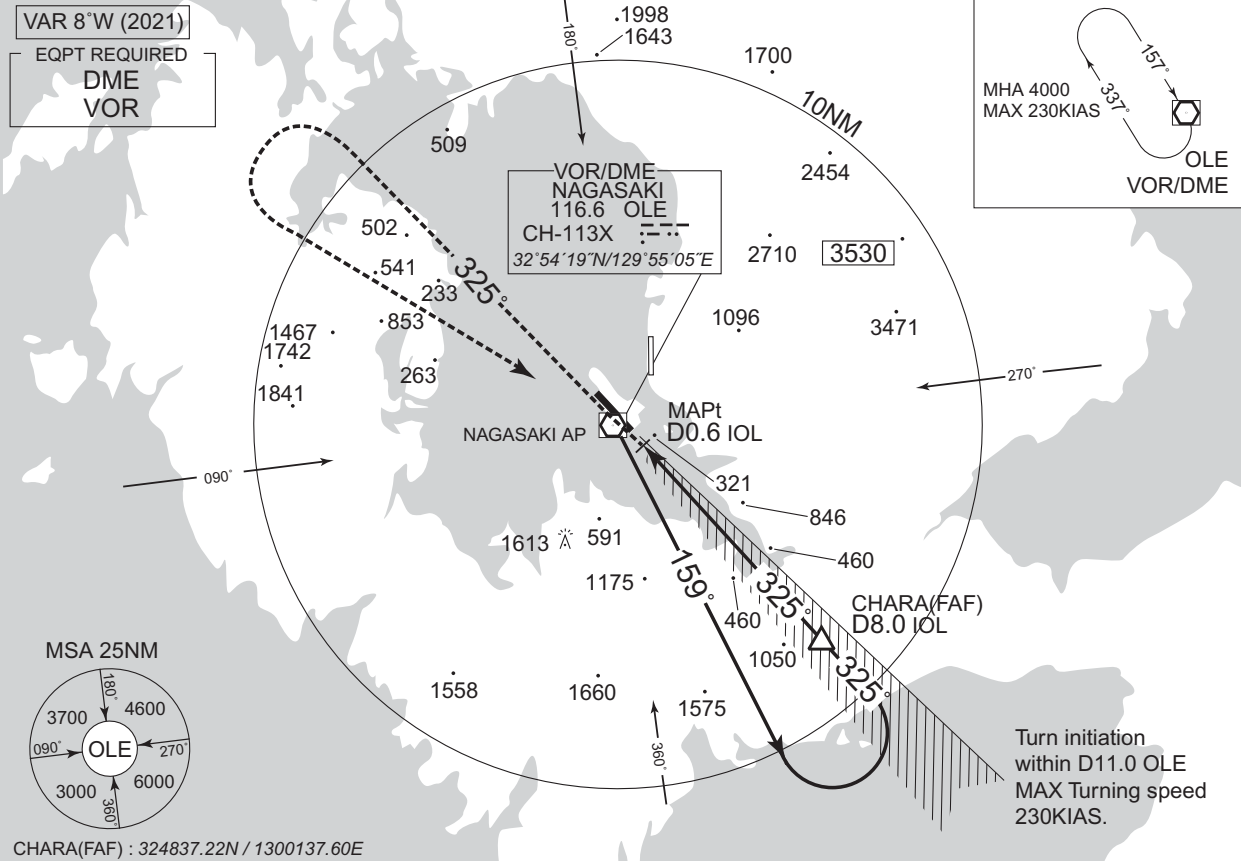 VAR 8°W (2021)
EQPT REQUIRED
DME
VOR
180°
1998
1643
1700
10NM
2454
509
MHA 4000
MAX 230KIAS
157°
337°
OLE
VOR/DME
VOR/DME
NAGASAKI
116.6 OLE
CH-113X
32°54´19˝N/129°55´05˝E
502
541
233
325°
2710
3530
1096
3471
853
1467
1742
263
1841
270°
NAGASAKI AP
MAPt
D0.6 IOL
090°
321
846
460
1613
591
1175
159°
325°
460
CHARA(FAF)
D8.0 IOL
1050
325°
1558
1660
1575
360°
MSA 25NM
180°
3700
4600
090°
OLE
270°
3000
6000
360°
Turn initiation
within D11.0 OLE
MAX Turning speed
230KIAS.
CHARA(FAF) : 324837.22N / 1300137.60E